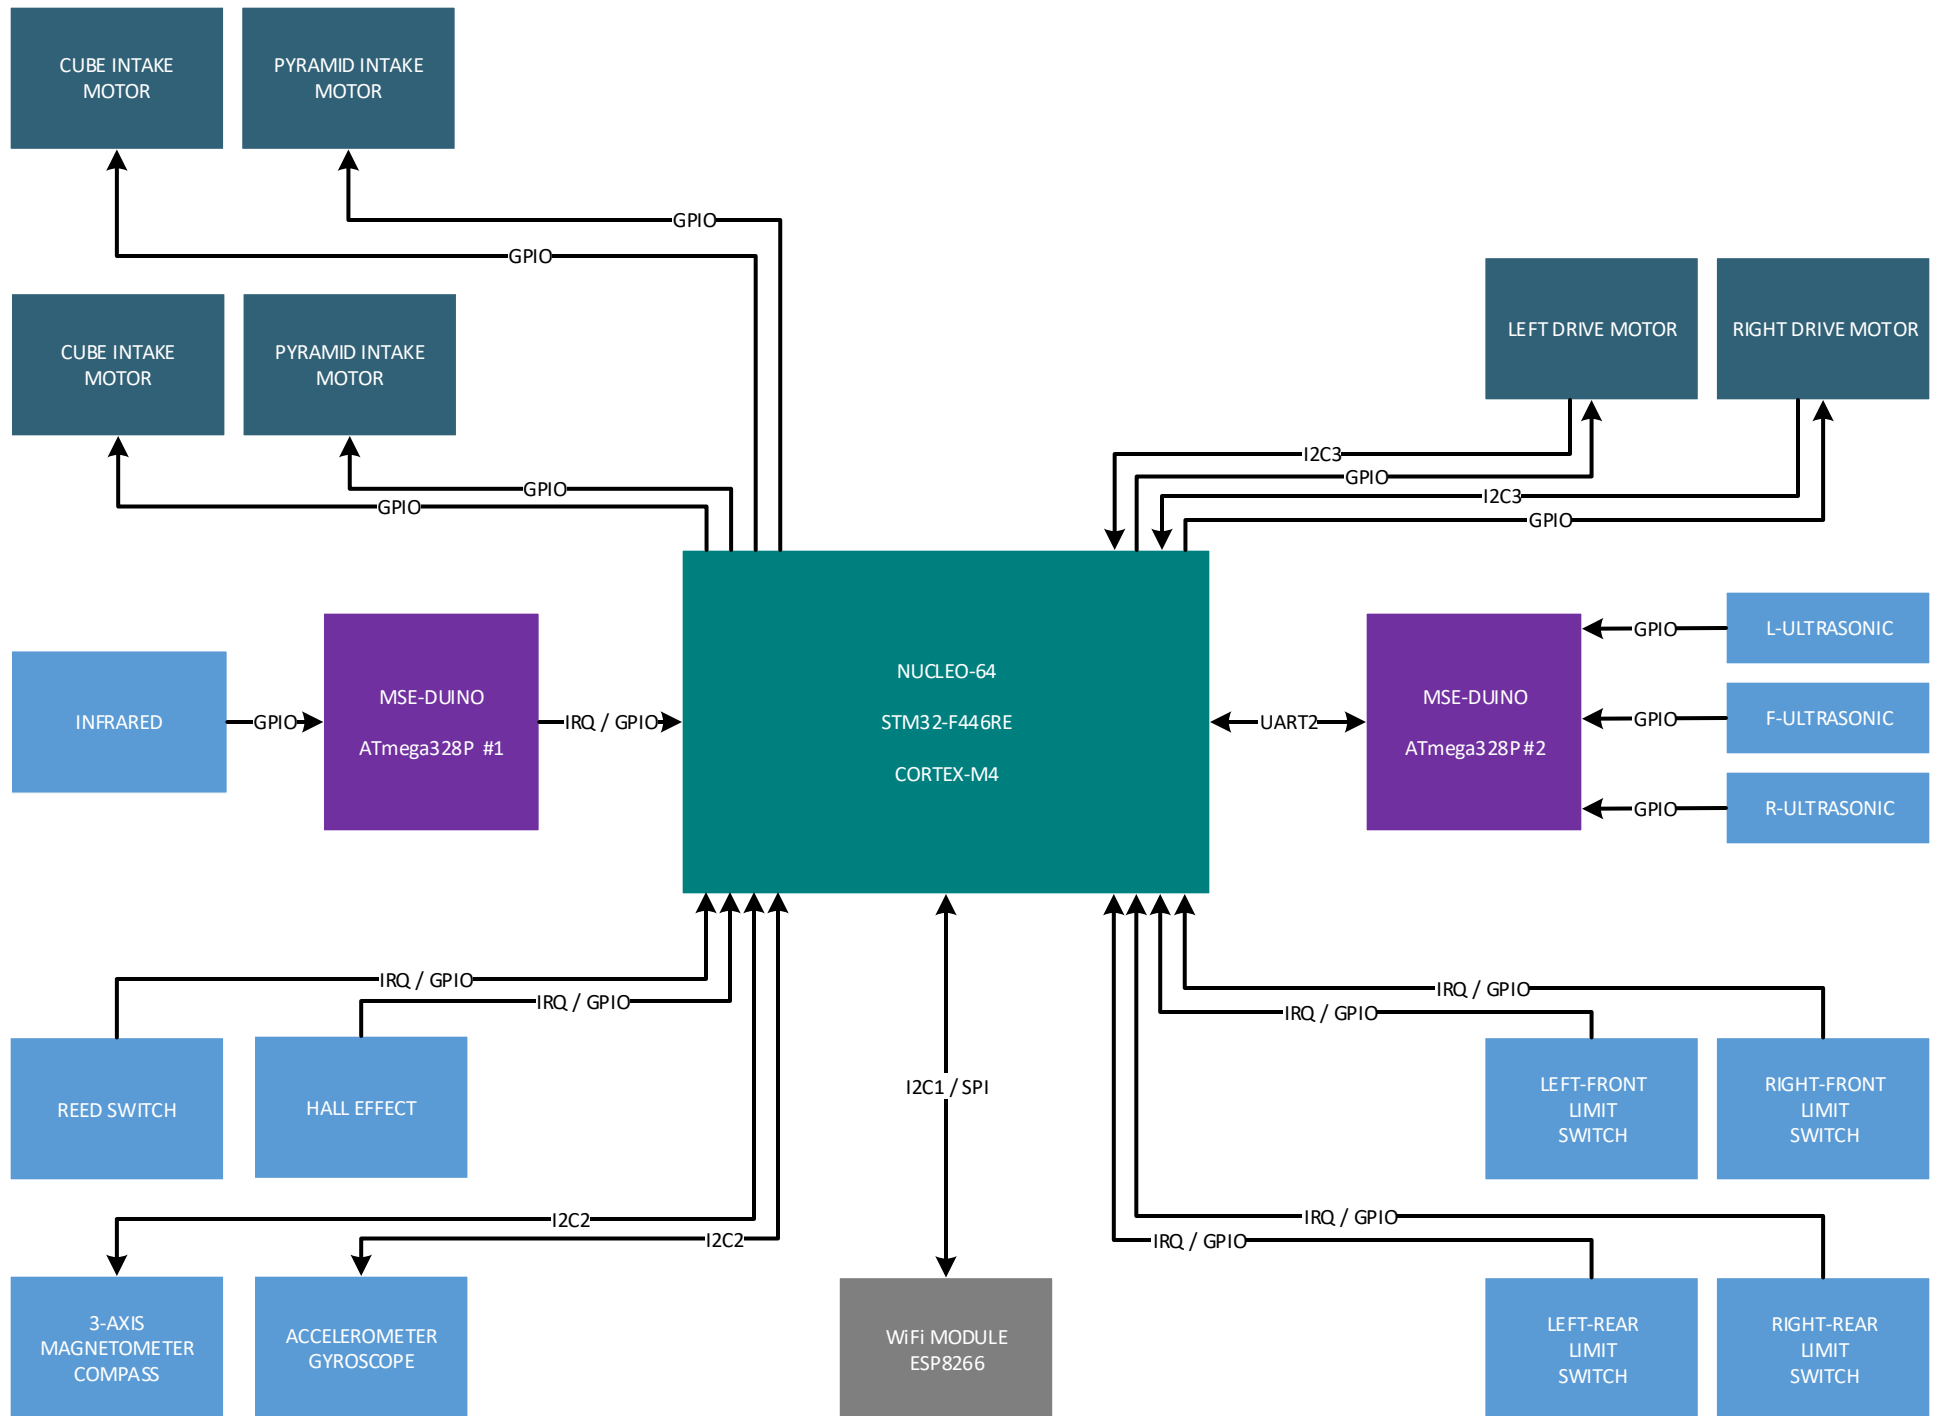 CUBE INTAKE
MOTOR
PYRAMID INTAKE
MOTOR
GPIO
GPIO
CUBE INTAKE
MOTOR
PYRAMID INTAKE
MOTOR
GPIO
GPIO
LEFT DRIVE MOTOR
RIGHT DRIVE MOTOR
I2C3
GPIO
I2C3
GPIO
INFRARED
GPIO
MSE-DUINO
ATmega328P #1
IRQ / GPIO
NUCLEO-64
STM32-F446RE
CORTEX-M4
UART2
MSE-DUINO
ATmega328P #2
GPIO
L-ULTRASONIC
GPIO
F-ULTRASONIC
GPIO
R-ULTRASONIC
IRQ / GPIO
IRQ / GPIO
REED SWITCH
HALL EFFECT
I2C2
I2C2
3-AXIS
MAGNETOMETER
COMPASS
ACCELEROMETER
GYROSCOPE
I2C1 / SPI
WiFi MODULE
ESP8266
IRQ / GPIO
IRQ / GPIO
LEFT-FRONT
LIMIT
SWITCH
RIGHT-FRONT
LIMIT
SWITCH
IRQ / GPIO
IRQ / GPIO
LEFT-REAR
LIMIT
SWITCH
RIGHT-REAR
LIMIT
SWITCH